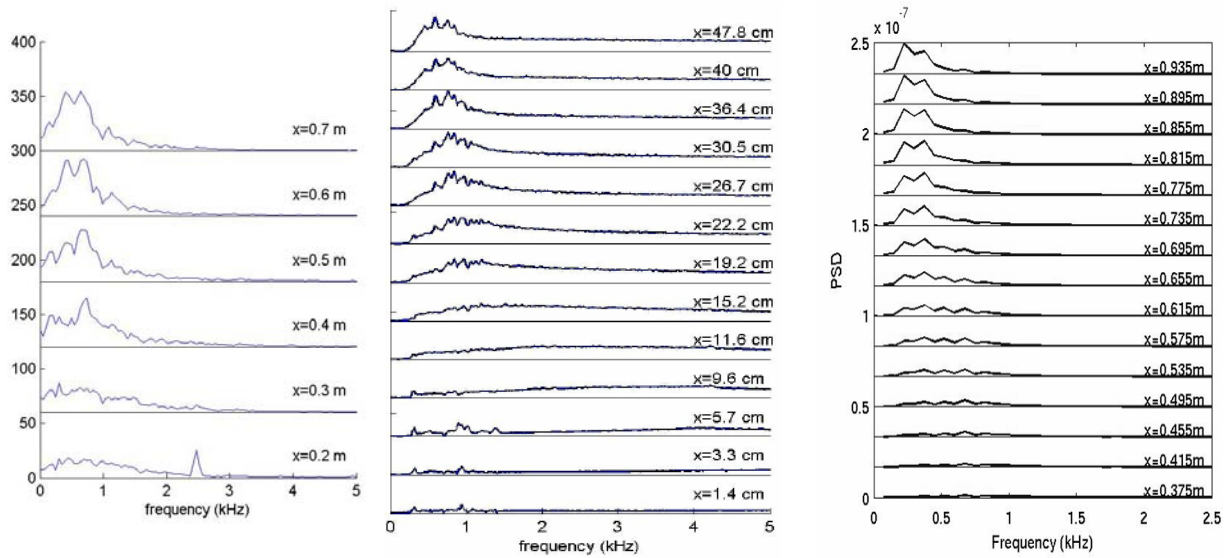 400
350
x=0.7 m
300
x=0.6 m
250
x=0.5 m
200
x=0.4 m
150
100
x=0.3 m
50
x=0.2 m
0
0 1 2 3 4 5
frequency (kHz)
x=47.8 cm
x=40 cm
x=36.4 cm
x=30.5 cm
x=26.7 cm
x=22.2 cm
x=19.2 cm
x=15.2 cm
x=11.6 cm
x=9.6 cm
x=5.7 cm
x=3.3 cm
x=1.4 cm
0 1 2 3 4 5
frequency (kHz)
x 10-7
2.5
x=0.935m
x=0.895m
x=0.855m
2
x=0.815m
x=0.775m
x=0.735m
1.5
x=0.695m
x=0.655m
x=0.615m
1
x=0.575m
x=0.535m
x=0.495m
0.5
x=0.455m
x=0.415m
x=0.375m
0
PSD
0 0.5 1 1.5 2 2.5
Frequency (kHz)